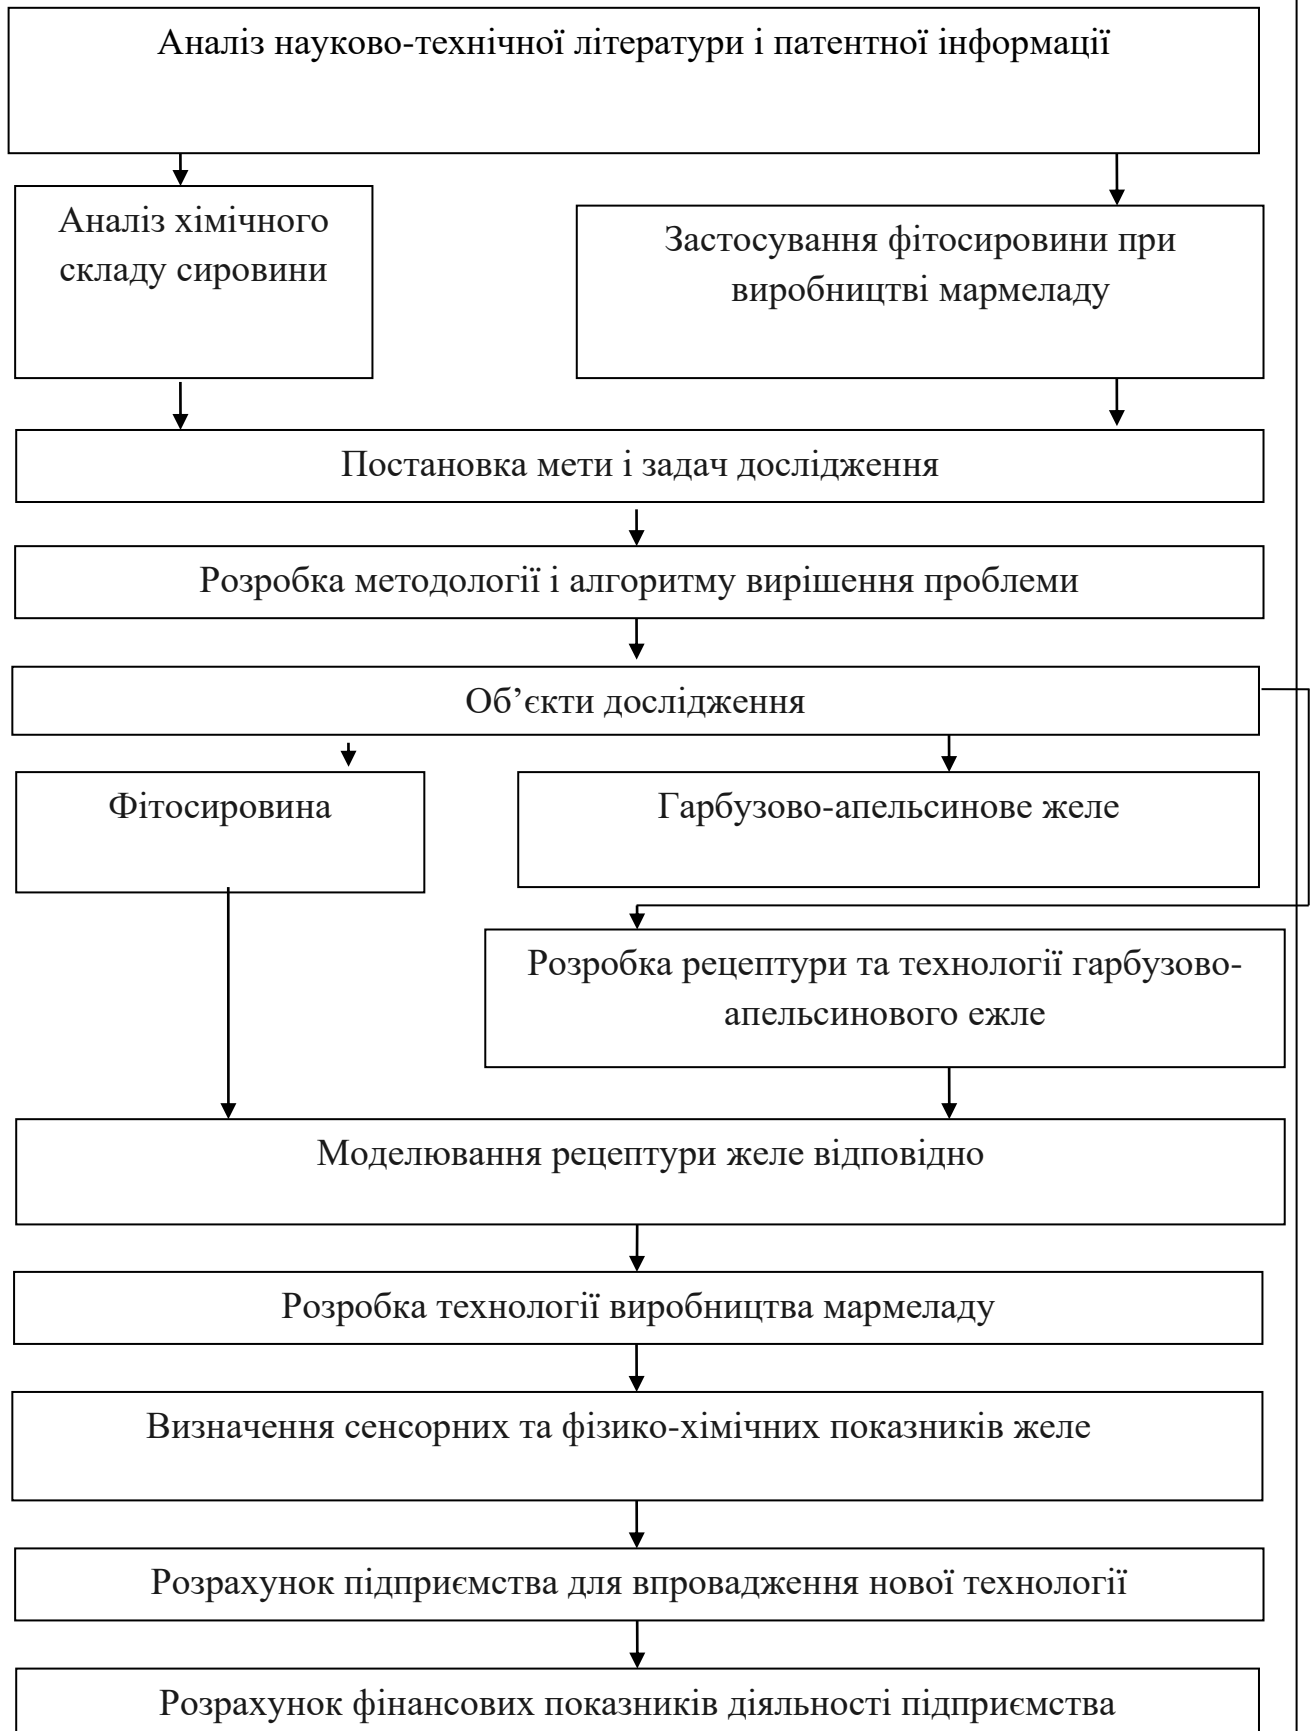 Аналіз науково-технічної літератури і патентної інформації
Аналіз хімічного
складу сировини
Застосування фітосировини при
виробництві мармеладу
Постановка мети і задач дослідження
Розробка методології і алгоритму вирішення проблеми
Об’єкти дослідження
Фітосировина
Гарбузово-апельсинове желе
Розробка рецептури та технології гарбузово-
апельсинового ежле
Моделювання рецептури желе відповідно
Розробка технології виробництва мармеладу
Визначення сенсорних та фізико-хімічних показників желе
Розрахунок підприємства для впровадження нової технології
Розрахунок фінансових показників діяльності підприємства